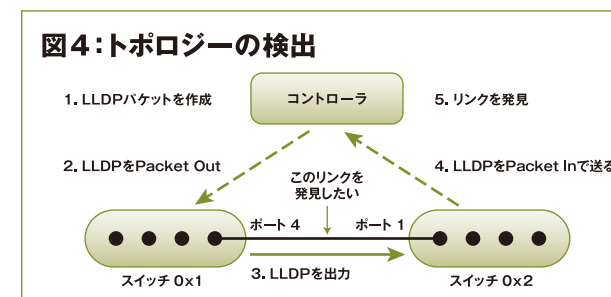 図4:トポロジーの検出
1. LLDPパケットを作成
コントローラ
5. リンクを発見
2. LLDPをPacket Out
4. LLDPをPacket Inで送る
このリンクを
発見したい
ポート 4
ポート 1
3. LLDPを出力
スイッチ 0x1
スイッチ 0x2